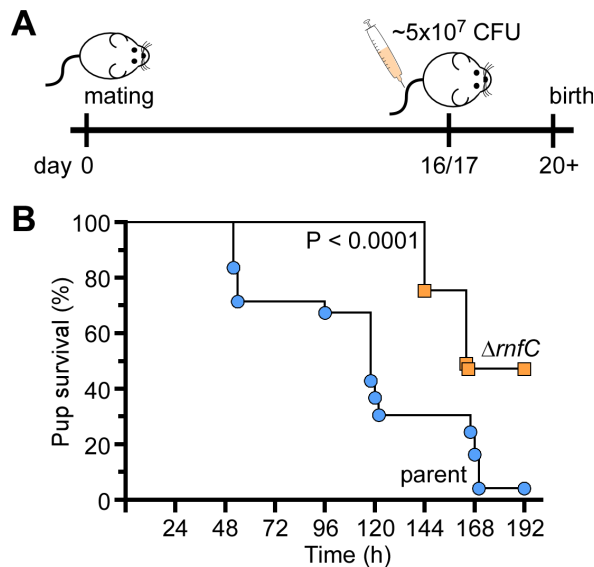 A
~5x10⁷ CFU
mating
birth
day 0
16/17
20+
B
100
80
60
40
20
0
Pup survival (%)
P < 0.0001
ΔrnfC
parent
24 48 72 96 120 144 168 192
Time (h)